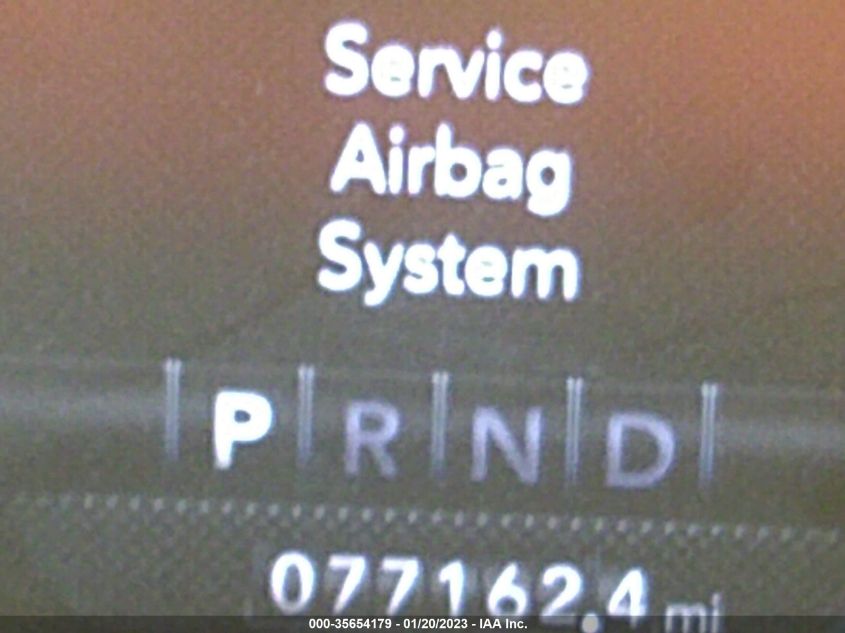 Service
Airbag
System
P R N D
077162.4 mi
000-35654179 - 01/20/2023 - IAA Inc.